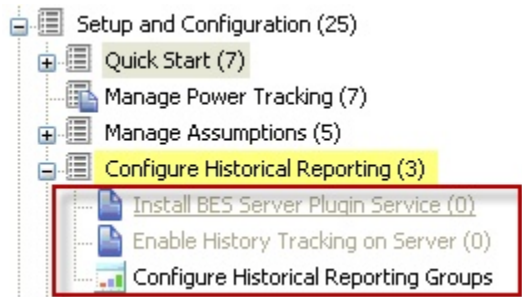 Setup and Configuration (25)
Quick Start (7)
Manage Power Tracking (7)
Manage Assumptions (5)
Configure Historical Reporting (3)
Install BES Server Plugin Service (0)
Enable History Tracking on Server (0)
Configure Historical Reporting Groups